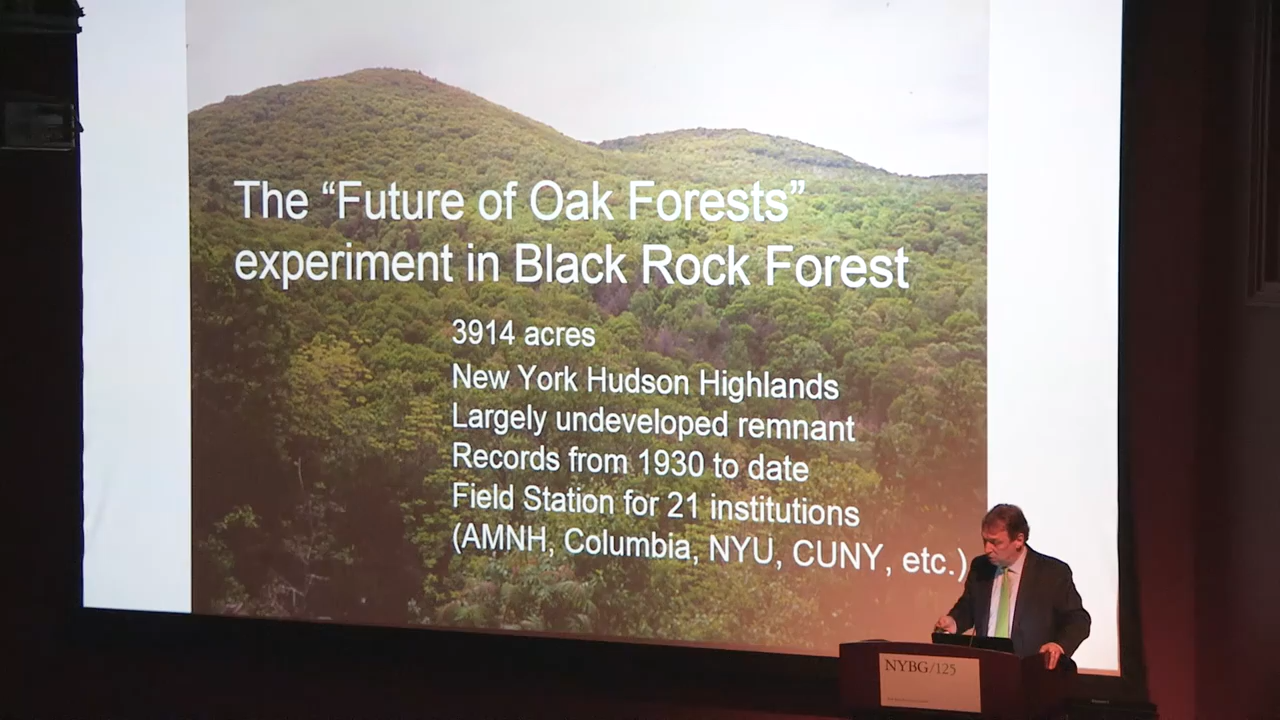 The “Future of Oak Forests”
experiment in Black Rock Forest
3914 acres
New York Hudson Highlands
Largely undeveloped remnant
Records from 1930 to date
Field Station for 21 institutions
(AMNH, Columbia, NYU, CUNY, etc.)
NYBG/125